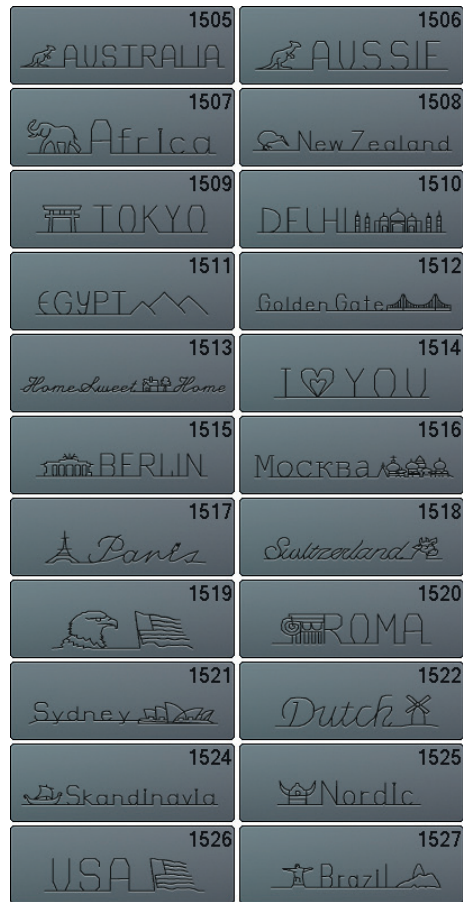 1505
AUSTRALIA
1506
AUSSIE
1507
Africa
1508
New Zealand
1509
TOKYO
1510
DELHI
1511
EGYPT
1512
Golden Gate
1513
Home Sweet Home
1514
I YOU
1515
BERLIN
1516
Москва
1517
Paris
1518
Switzerland
1519
1520
ROMA
1521
Sydney
1522
Dutch
1524
Skandinavia
1525
Nordic
1526
USA
1527
Brazil